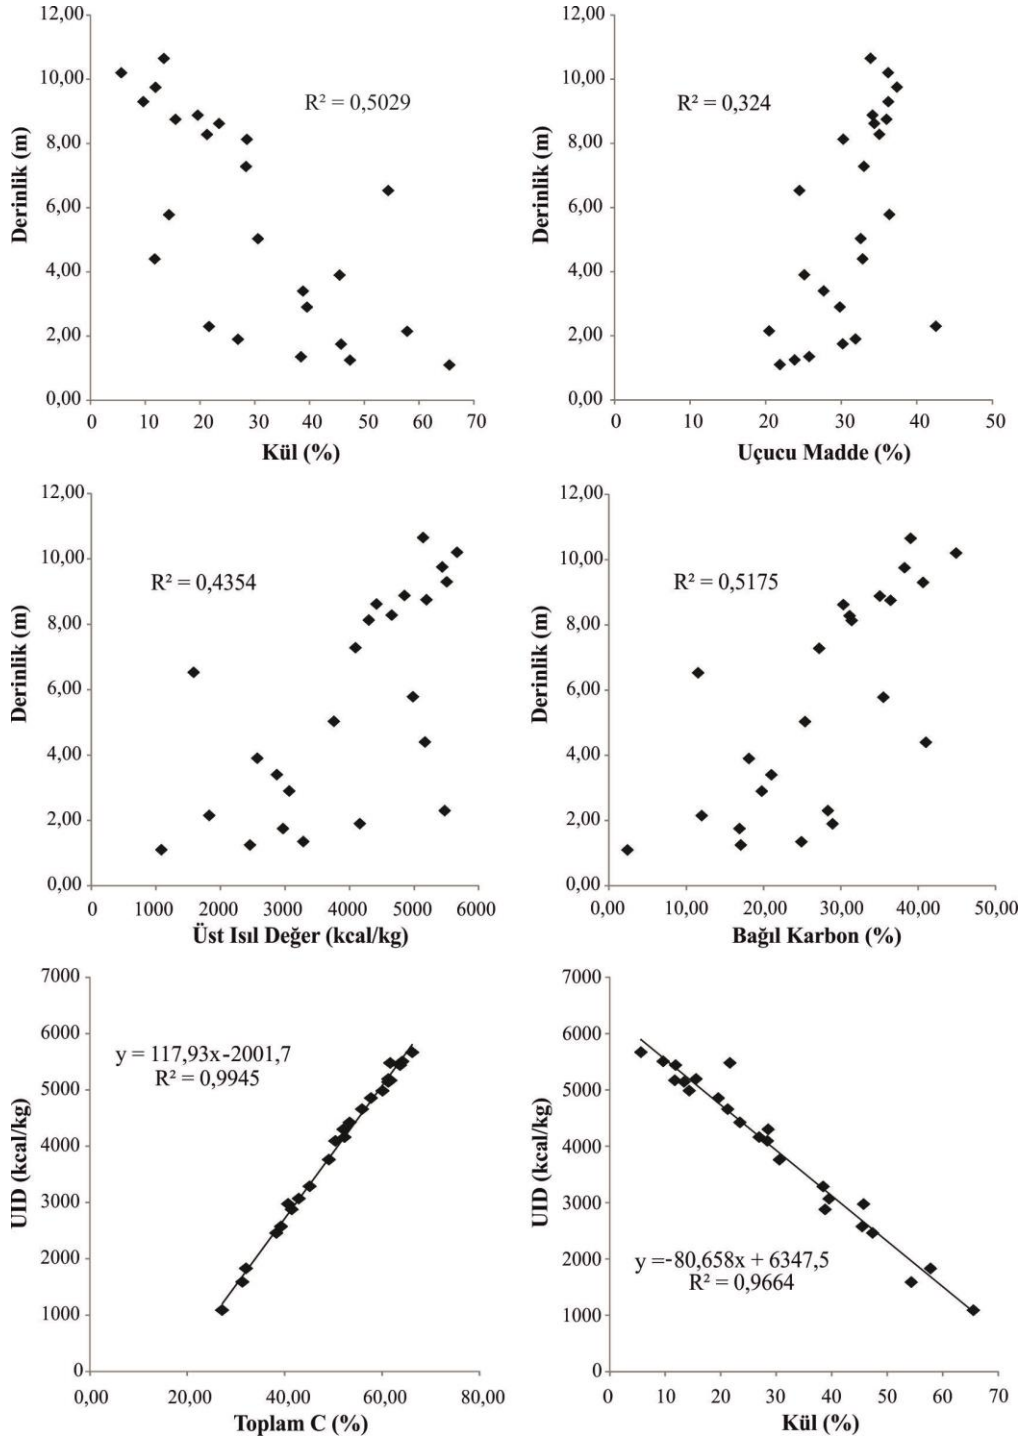 12,00
10,00
8,00
6,00
4,00
2,00
0,00
Derinlik (m)
R² = 0,5029
0 10 20 30 40 50 60 70
Kül (%)
12,00
10,00
8,00
6,00
4,00
2,00
0,00
Derinlik (m)
R² = 0,324
0 10 20 30 40 50
Uçucu Madde (%)
12,00
10,00
8,00
6,00
4,00
2,00
0,00
Derinlik (m)
R² = 0,4354
0 1000 2000 3000 4000 5000 6000
Üst Isıl Değer (kcal/kg)
12,00
10,00
8,00
6,00
4,00
2,00
0,00
Derinlik (m)
R² = 0,5175
0,00 10,00 20,00 30,00 40,00 50,00
Bağıl Karbon (%)
7000
6000
5000
4000
3000
2000
1000
0
UID (kcal/kg)
y = 117,93x-2001,7
R² = 0,9945
0,00 20,00 40,00 60,00 80,00
Toplam C (%)
7000
6000
5000
4000
3000
2000
1000
0
UID (kcal/kg)
y =-80,658x + 6347,5
R² = 0,9664
0 10 20 30 40 50 60 70
Kül (%)